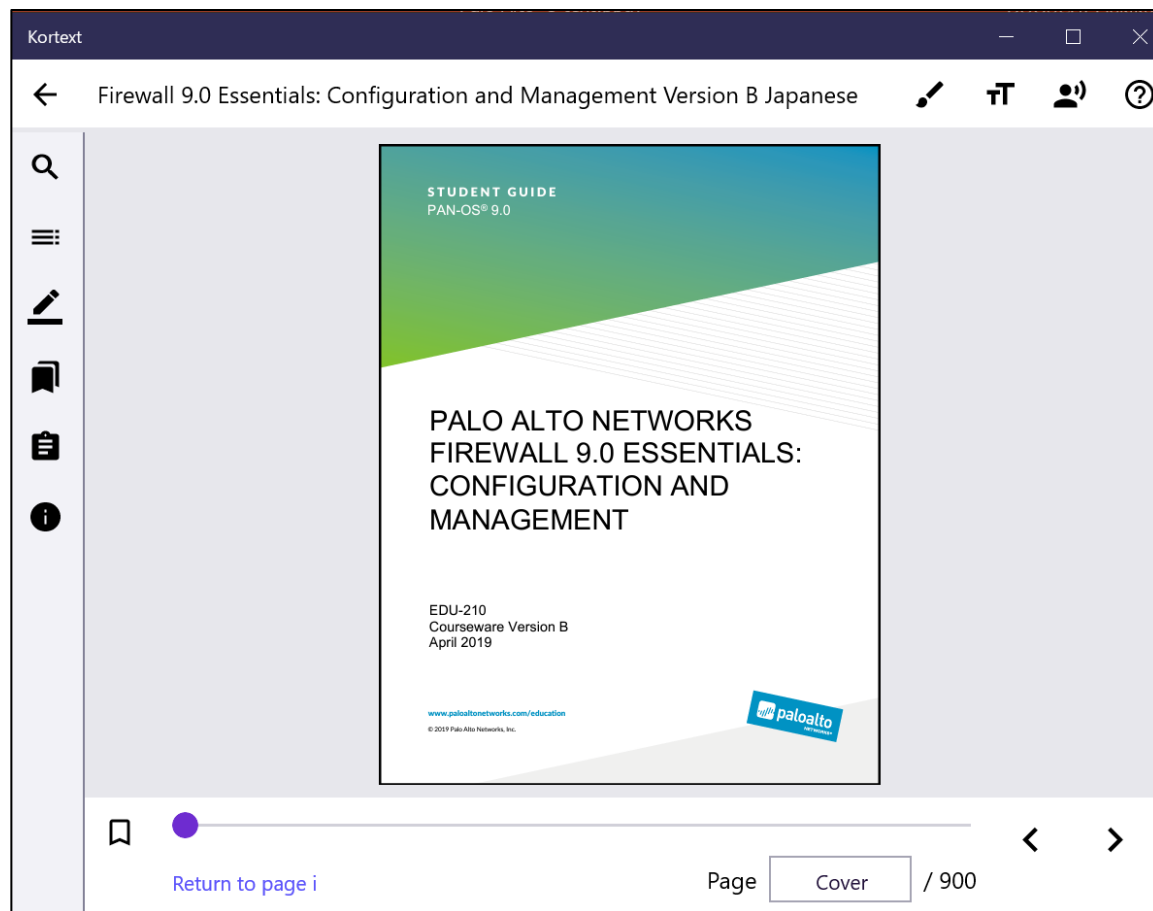 Kortext
Firewall 9.0 Essentials: Configuration and Management Version B Japanese
STUDENT GUIDE
PAN-OS® 9.0
PALO ALTO NETWORKS
FIREWALL 9.0 ESSENTIALS:
CONFIGURATION AND
MANAGEMENT
EDU-210
Courseware Version B
April 2019
www.paloaltonetworks.com/education
© 2019 Palo Alto Networks, Inc.
paloalto
NETWORKS®
Return to page i
Page Cover / 900